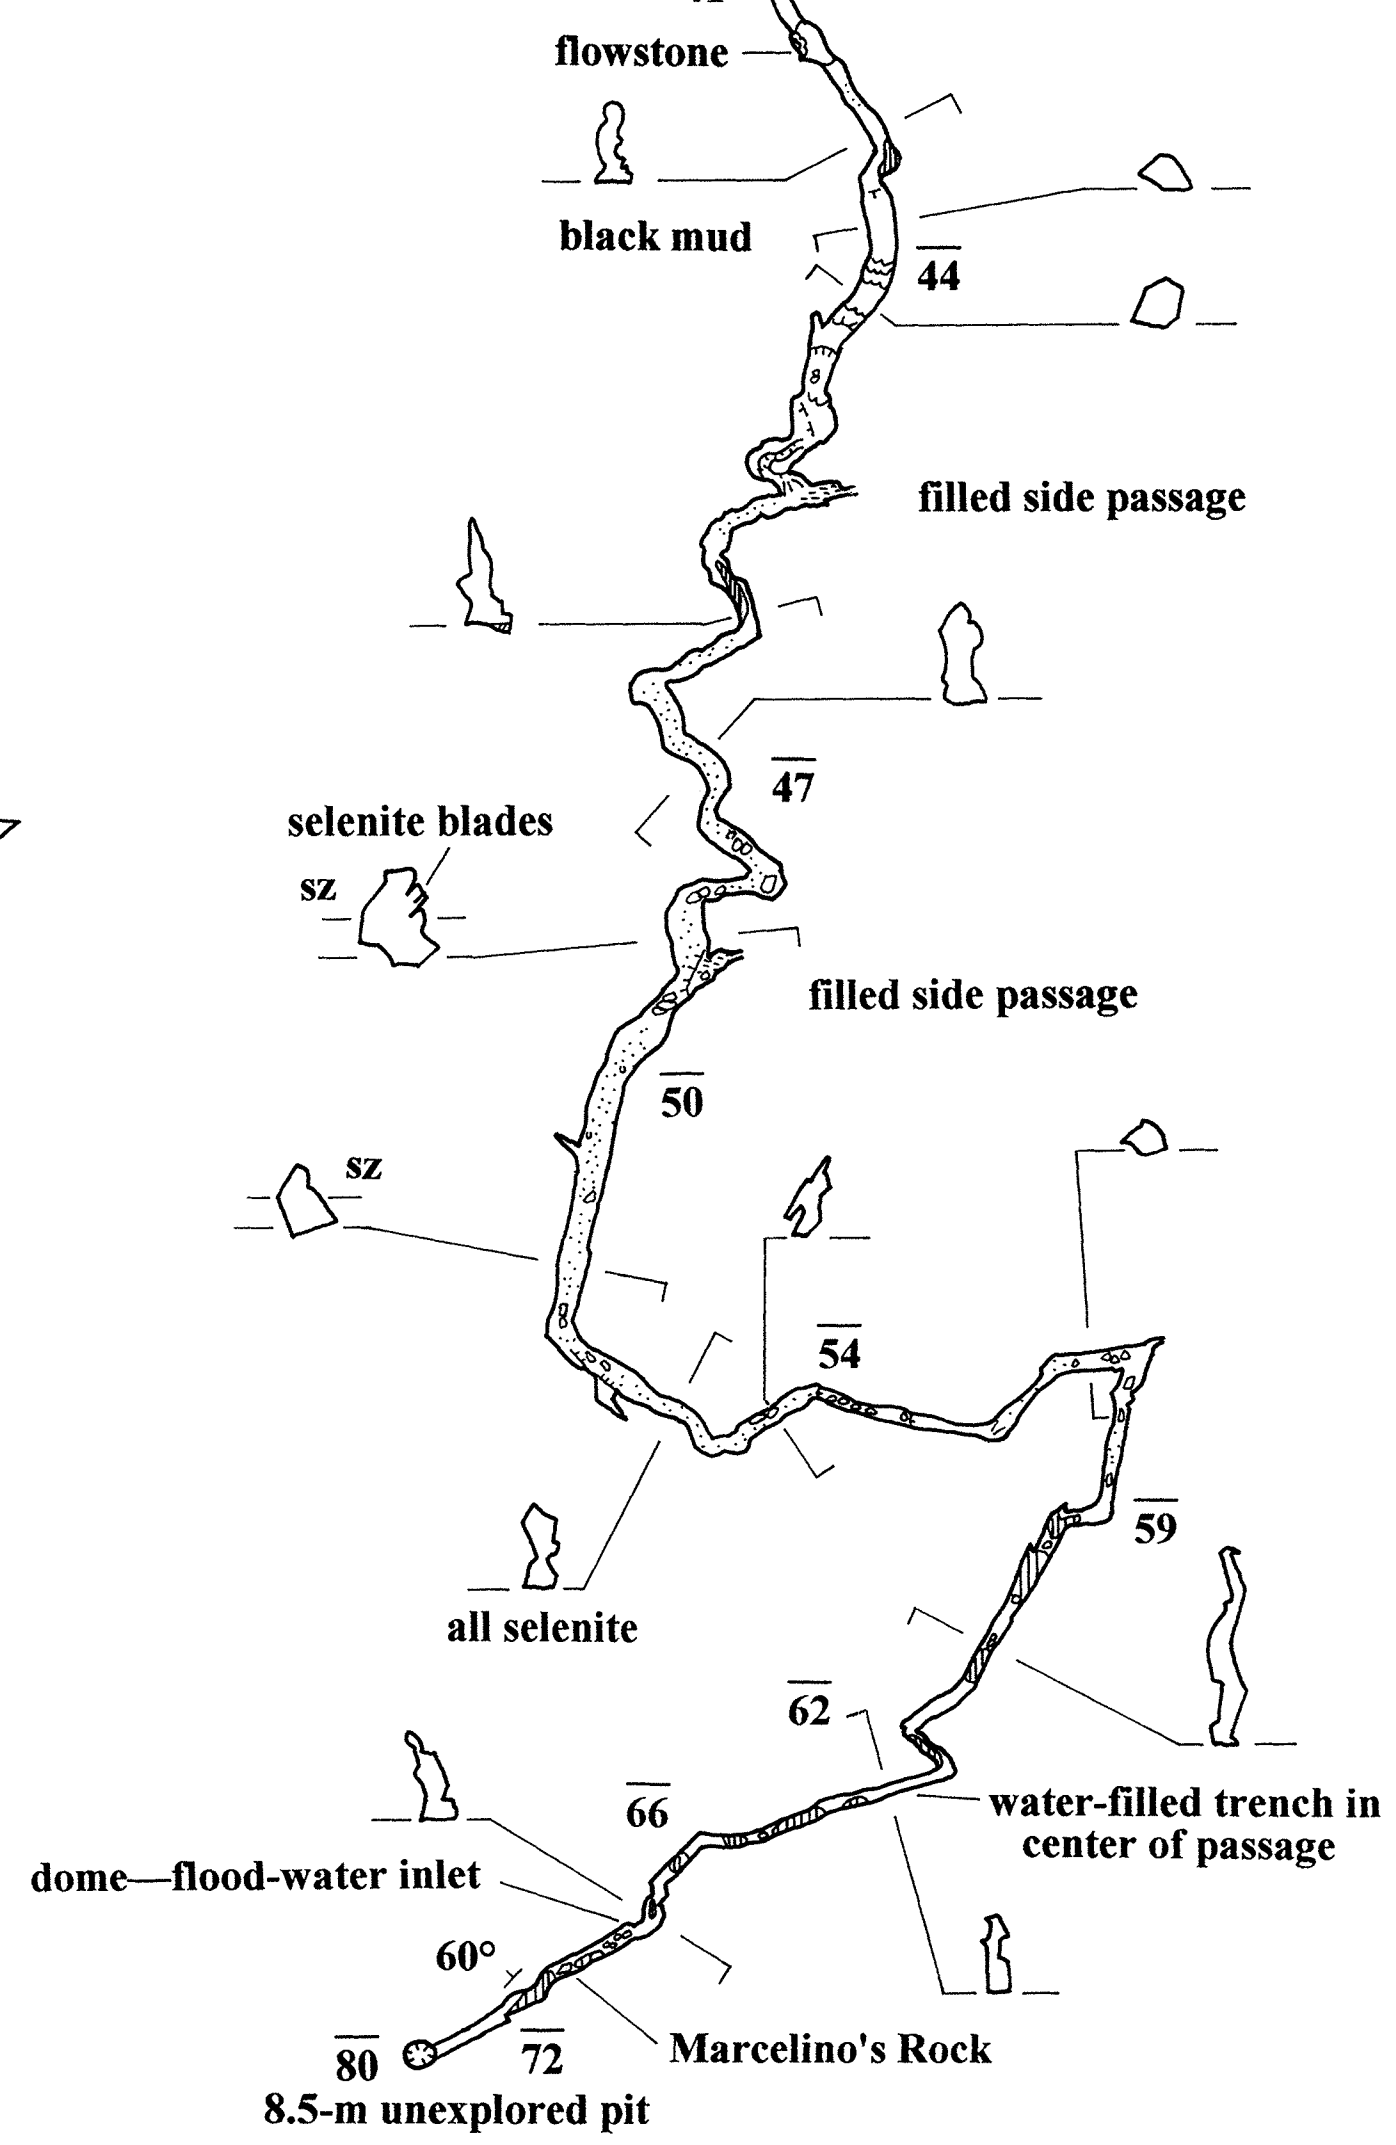 flowstone
black mud
44
filled side passage
47
selenite blades
sz
filled side passage
50
sz
54
59
all selenite
62
66
water-filled trench in
center of passage
dome—flood-water inlet
60°
Marcelino's Rock
72
80
8.5-m unexplored pit